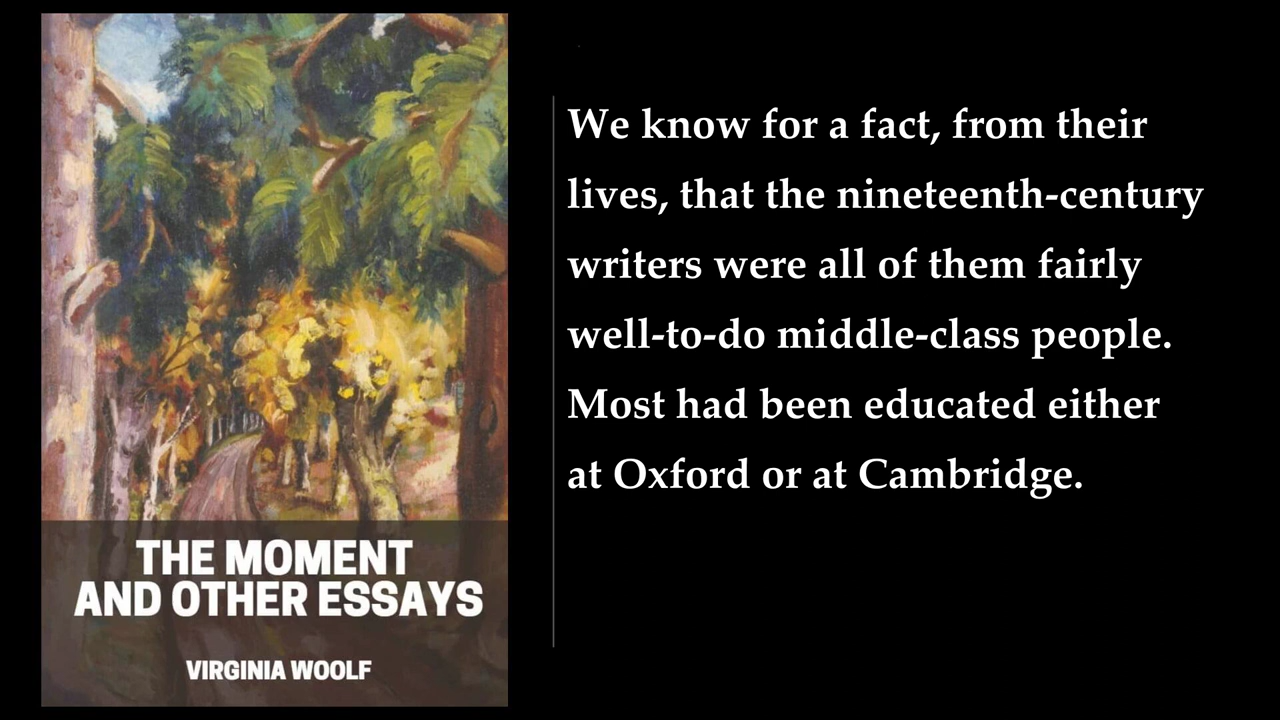 THE MOMENT
AND OTHER ESSAYS
VIRGINIA WOOLF
We know for a fact, from their
lives, that the nineteenth-century
writers were all of them fairly
well-to-do middle-class people.
Most had been educated either
at Oxford or at Cambridge.